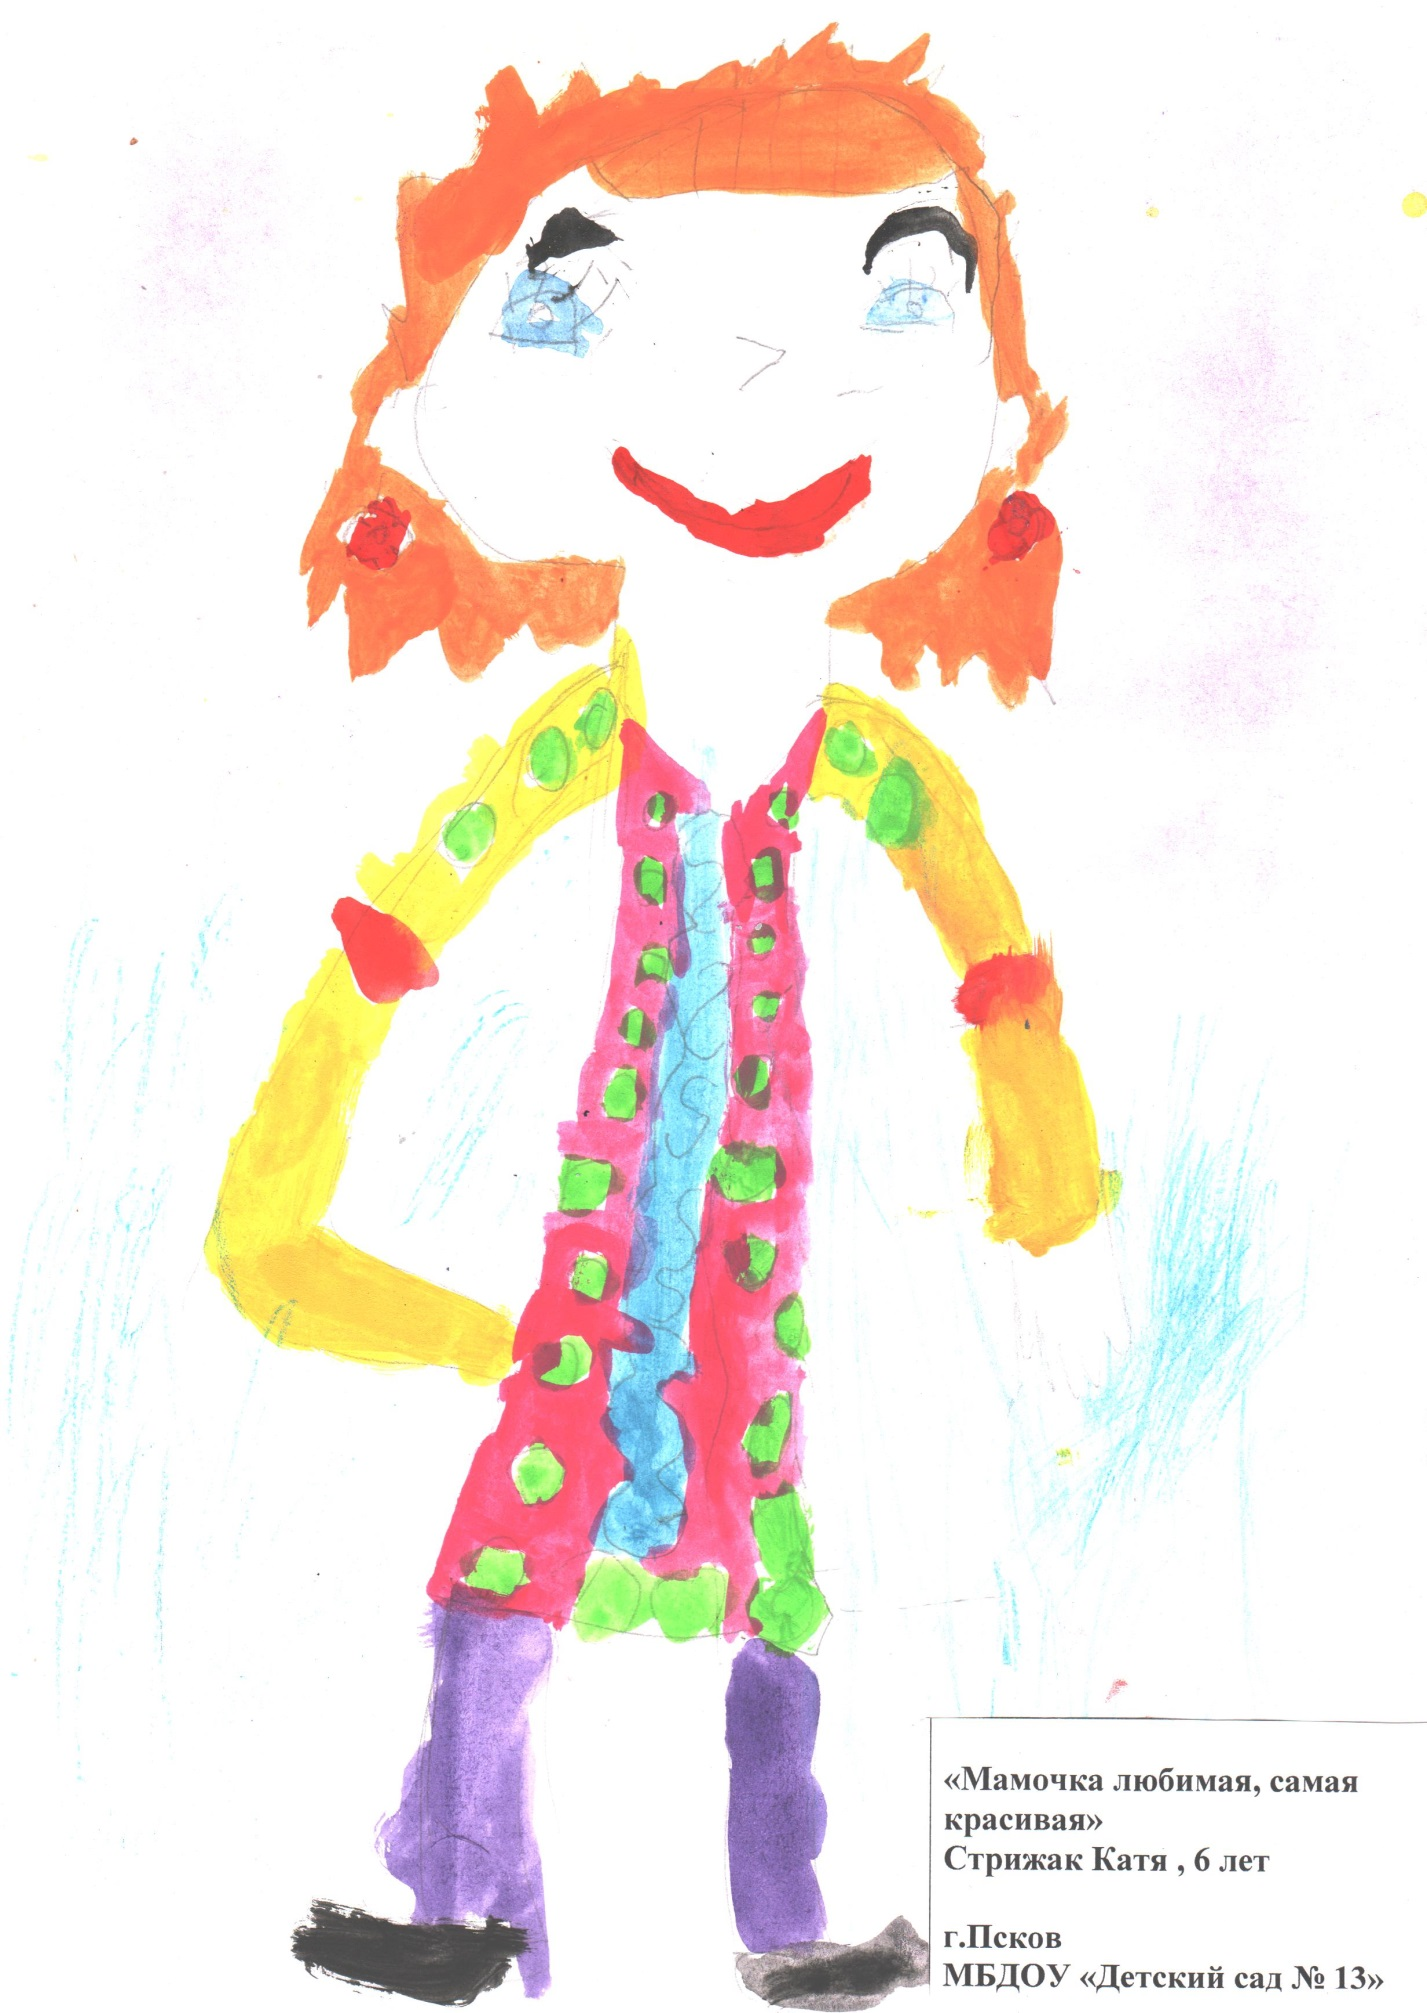 «Мамочка любимая, самая
красивая»
Стрижак Катя , 6 лет
г.Псков
МБДОУ «Детский сад № 13»